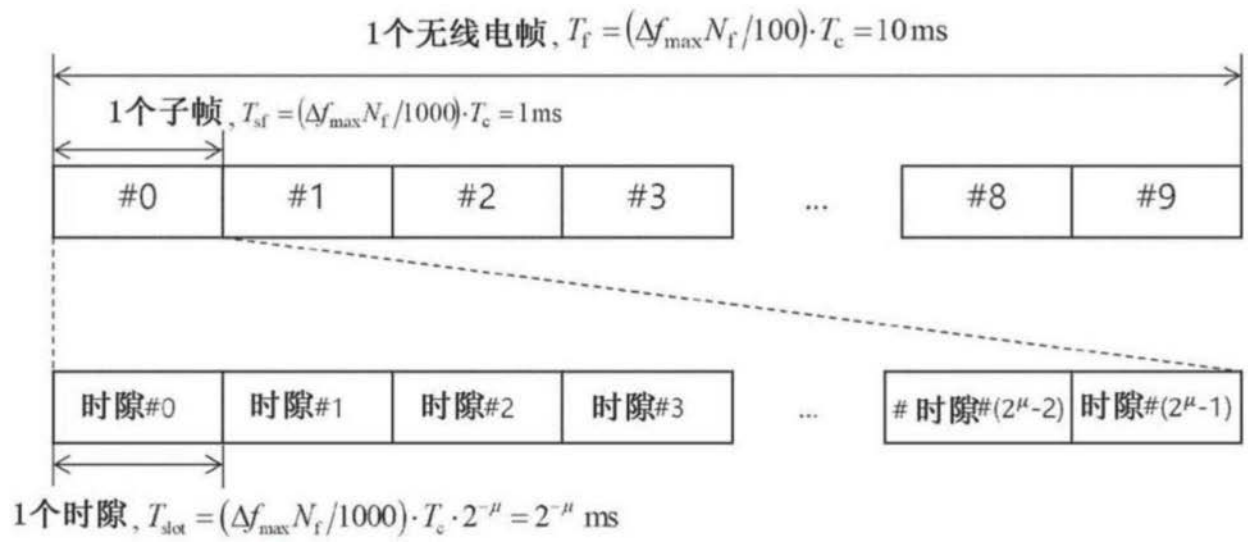 1个无线电帧, T_f = (Δf_max N_f /100)·T_c = 10 ms
1个子帧, T_sf = (Δf_max N_f /1000)·T_c = 1 ms
#0 #1 #2 #3 ... #8 #9
时隙#0 时隙#1 时隙#2 时隙#3 ... # 时隙#(2^μ-2) 时隙#(2^μ-1)
1个时隙, T_slot = (Δf_max N_f /1000)·T_c·2^-μ = 2^-μ ms